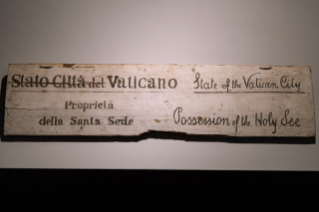 Stato Città del Vaticano
State of the Vatican City
Proprietà
della Santa Sede
Possession of the Holy See